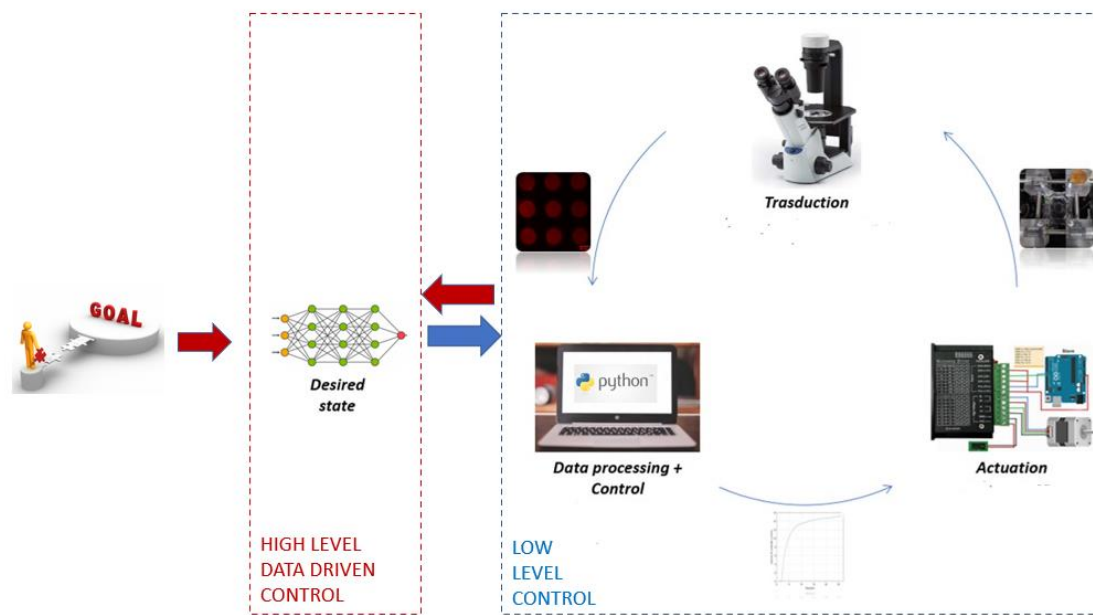 Trasduction
GOAL
python
Desired
state
Data processing +
Control
Actuation
HIGH LEVEL
DATA DRIVEN
CONTROL
LOW
LEVEL
CONTROL